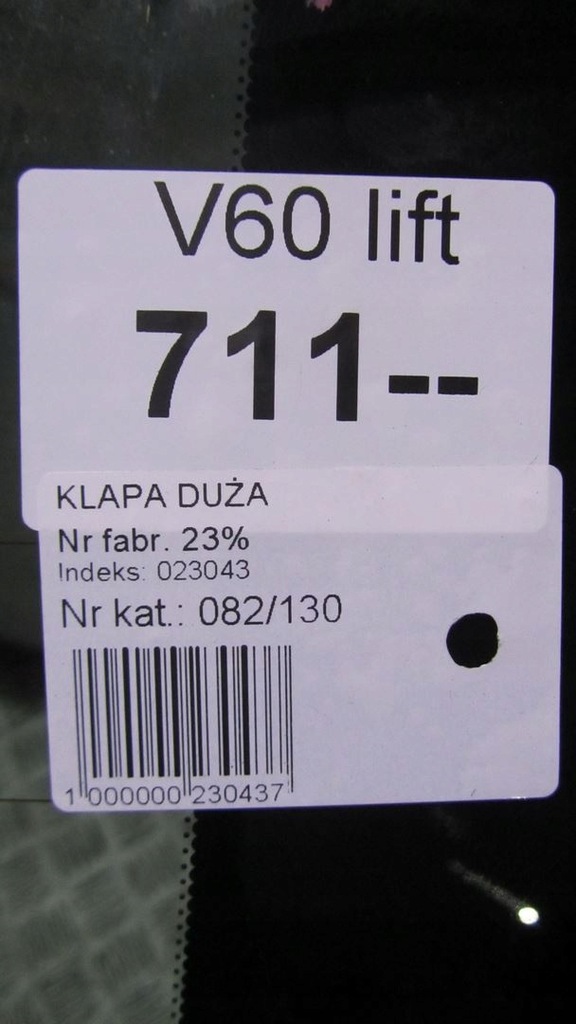 V60 lift
711--
KLAPA DUŻA
Nr fabr. 23%
Indeks: 023043
Nr kat.: 082/130
1 000000 230437